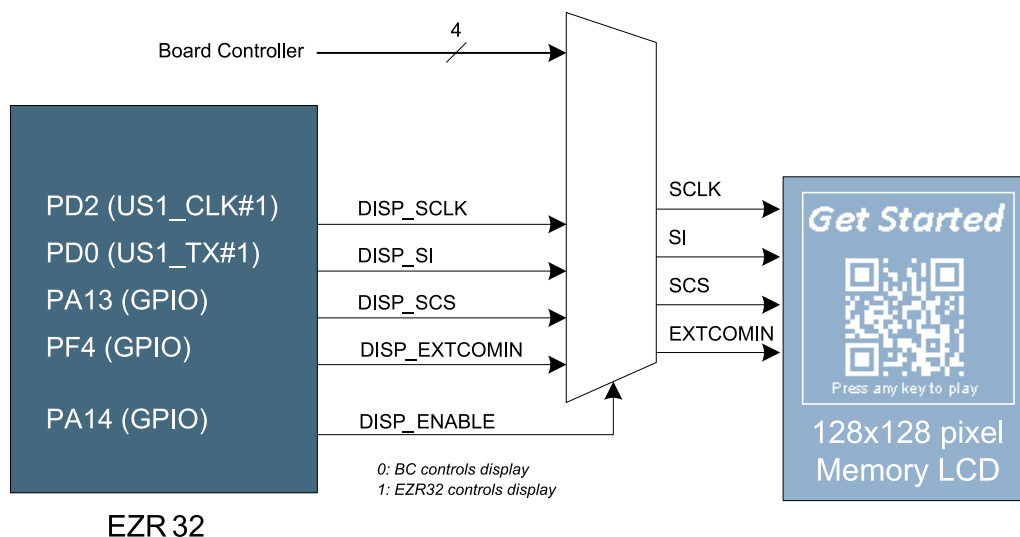 4
Board Controller
PD2 (US1_CLK#1)
PD0 (US1_TX#1)
PA13 (GPIO)
PF4 (GPIO)
PA14 (GPIO)
EZR 32
DISP_SCLK
DISP_SI
DISP_SCS
DISP_EXTCOMIN
DISP_ENABLE
0: BC controls display
1: EZR32 controls display
SCLK
SI
SCS
EXTCOMIN
Get Started
Press any key to play
128x128 pixel
Memory LCD